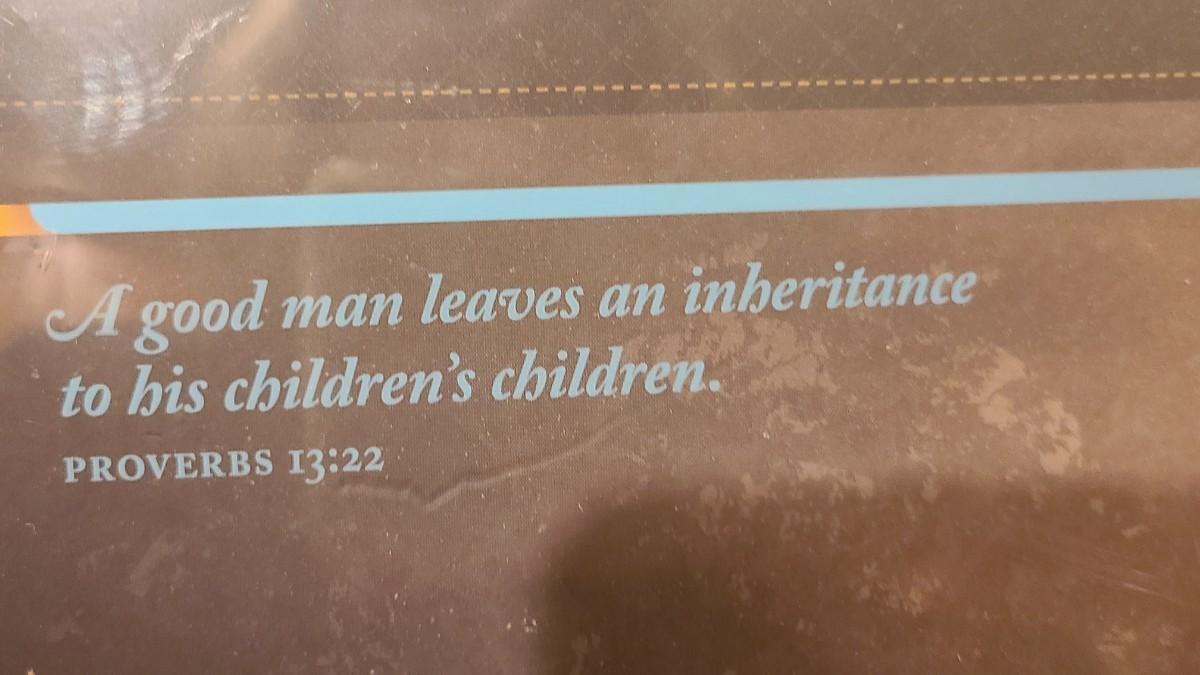 A good man leaves an inheritance
to his children's children.
PROVERBS 13:22